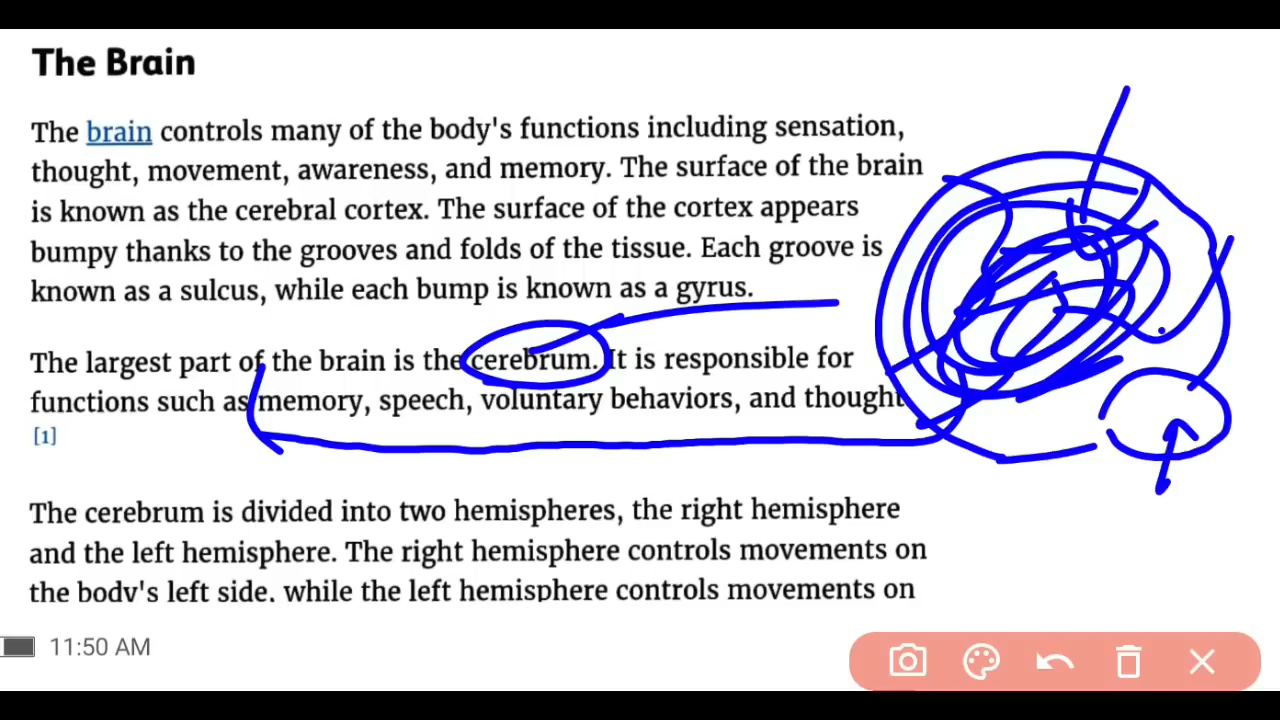 The Brain
The brain controls many of the body's functions including sensation,
thought, movement, awareness, and memory. The surface of the brain
is known as the cerebral cortex. The surface of the cortex appears
bumpy thanks to the grooves and folds of the tissue. Each groove is
known as a sulcus, while each bump is known as a gyrus.
The largest part of the brain is the cerebrum. It is responsible for
functions such as memory, speech, voluntary behaviors, and thought
[1]
The cerebrum is divided into two hemispheres, the right hemisphere
and the left hemisphere. The right hemisphere controls movements on
the body's left side, while the left hemisphere controls movements on
11:50 AM